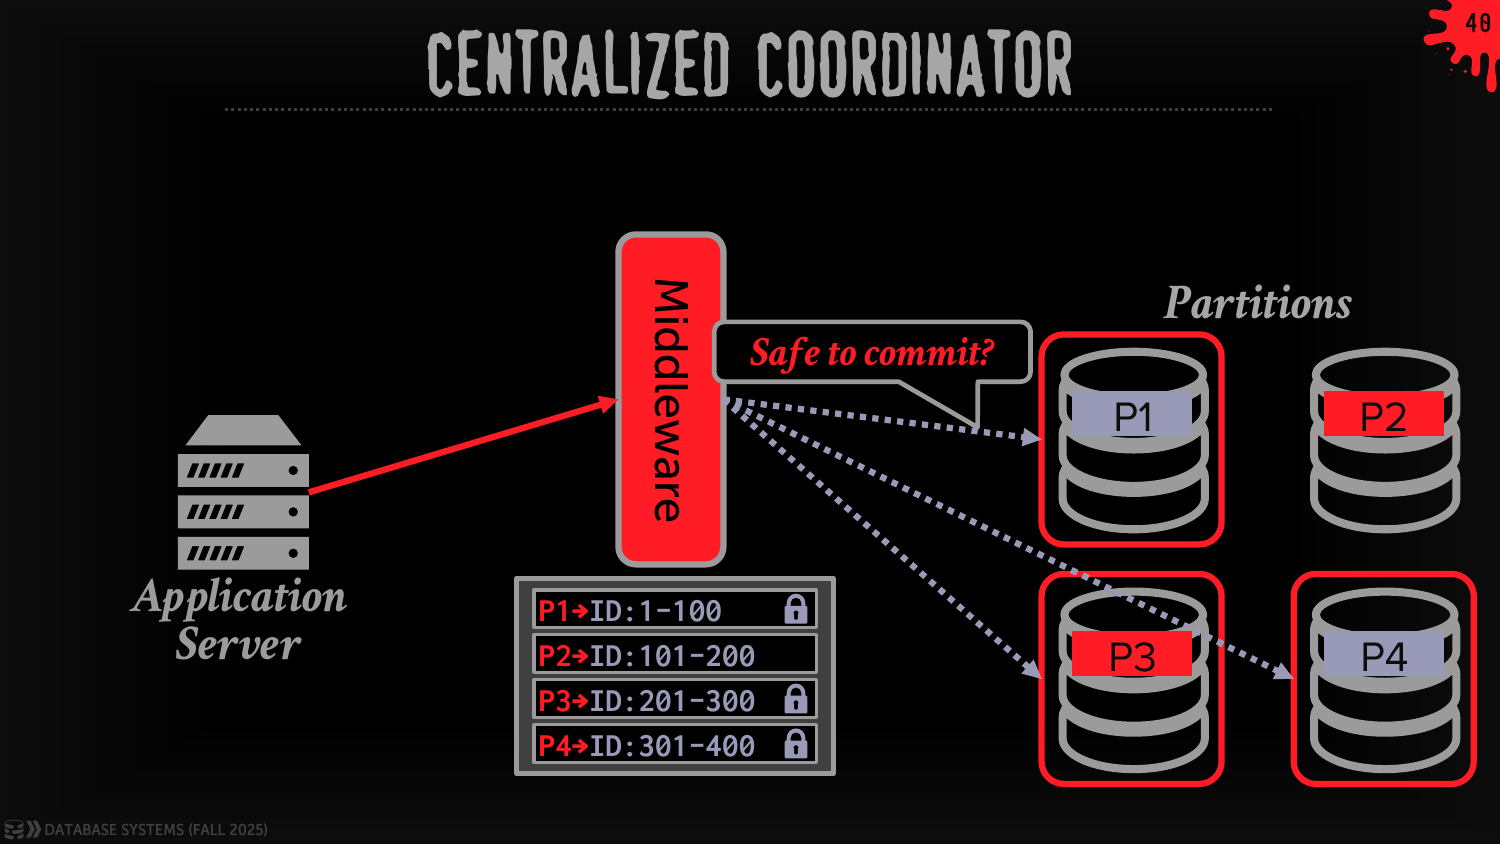 CENTRALIZED COORDINATOR
40
Partitions
Middleware
Safe to commit?
P1
P2
Application
Server
P1→ID:1-100
P2→ID:101-200
P3→ID:201-300
P4→ID:301-400
P3
P4
DATABASE SYSTEMS (FALL 2025)